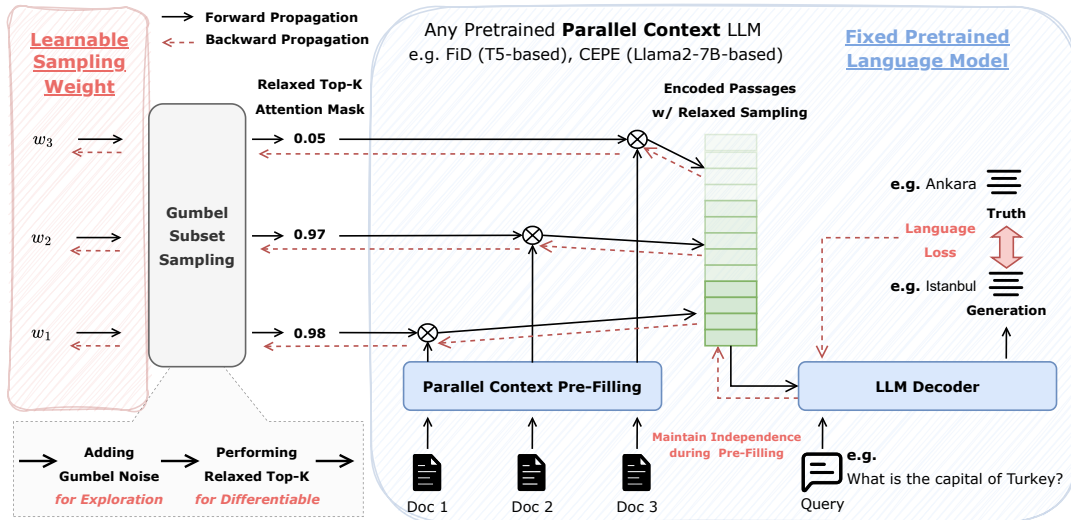 Learnable
Sampling
Weight
Forward Propagation
Backward Propagation
Any Pretrained Parallel Context LLM
e.g. FiD (T5-based), CEPE (Llama2-7B-based)
Fixed Pretrained
Language Model
Relaxed Top-K
Attention Mask
Encoded Passages
w/ Relaxed Sampling
w3
0.05
w2
0.97
w1
0.98
Gumbel
Subset
Sampling
e.g. Ankara
Truth
Language
Loss
e.g. Istanbul
Generation
Parallel Context Pre-Filling
LLM Decoder
Maintain Independence
during Pre-Filling
Doc 1
Doc 2
Doc 3
e.g.
What is the capital of Turkey?
Query
Adding
Gumbel Noise
for Exploration
Performing
Relaxed Top-K
for Differentiable